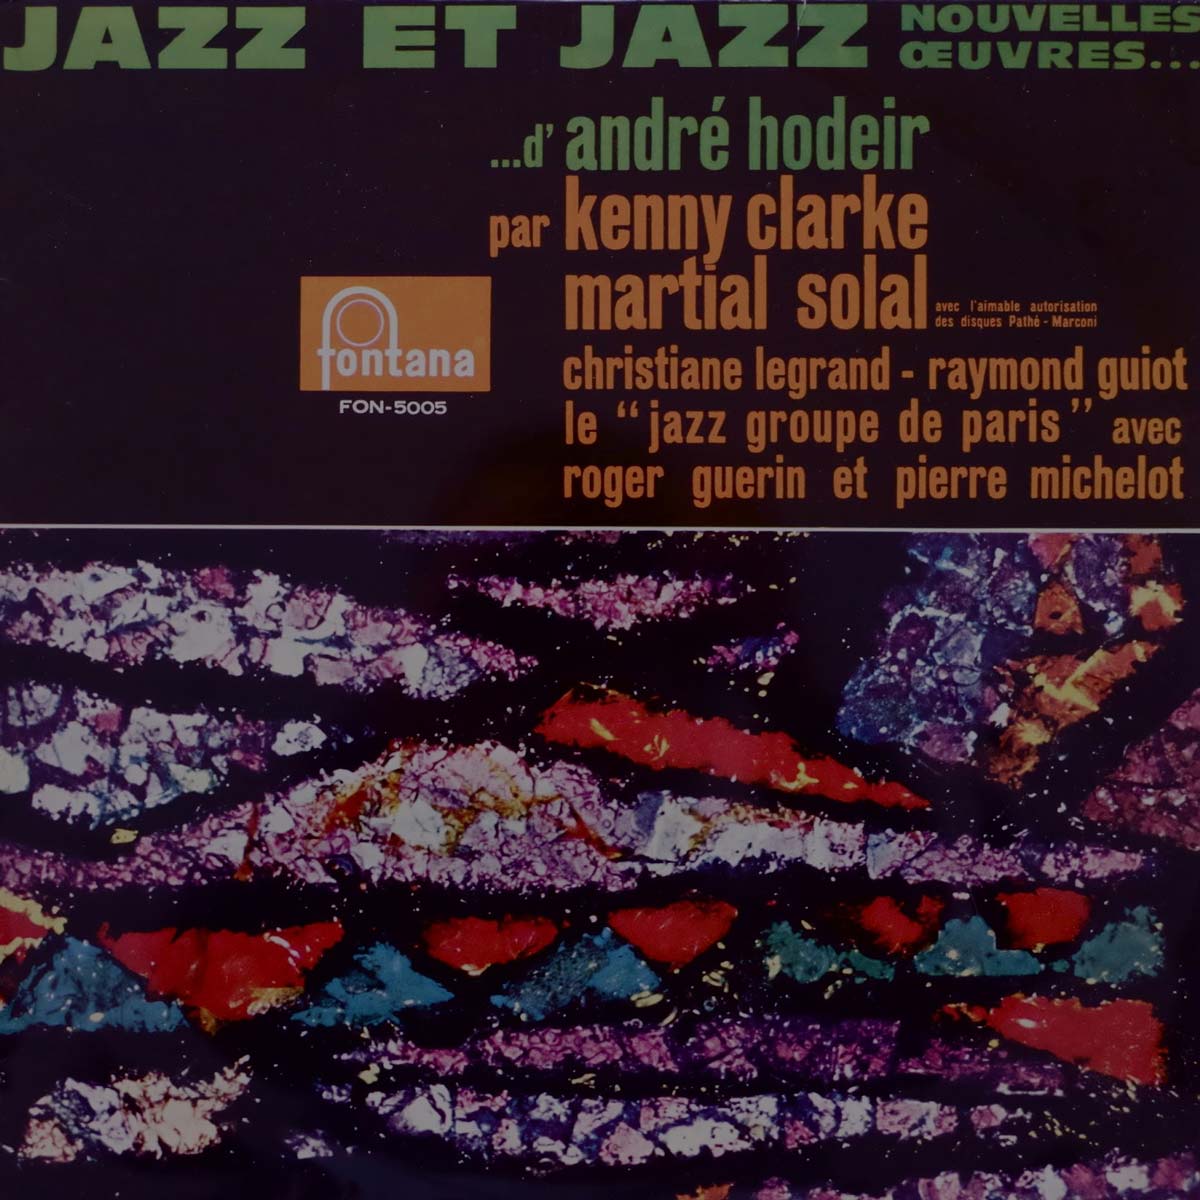 JAZZ ET JAZZ NOUVELLES
ŒUVRES...
...d' andré hodeir
par kenny clarke
martial solal
avec l'aimable autorisation
des disques Pathé - Marconi
fontana
FON-5005
christiane legrand - raymond guiot
le "jazz groupe de paris" avec
roger guerin et pierre michelot